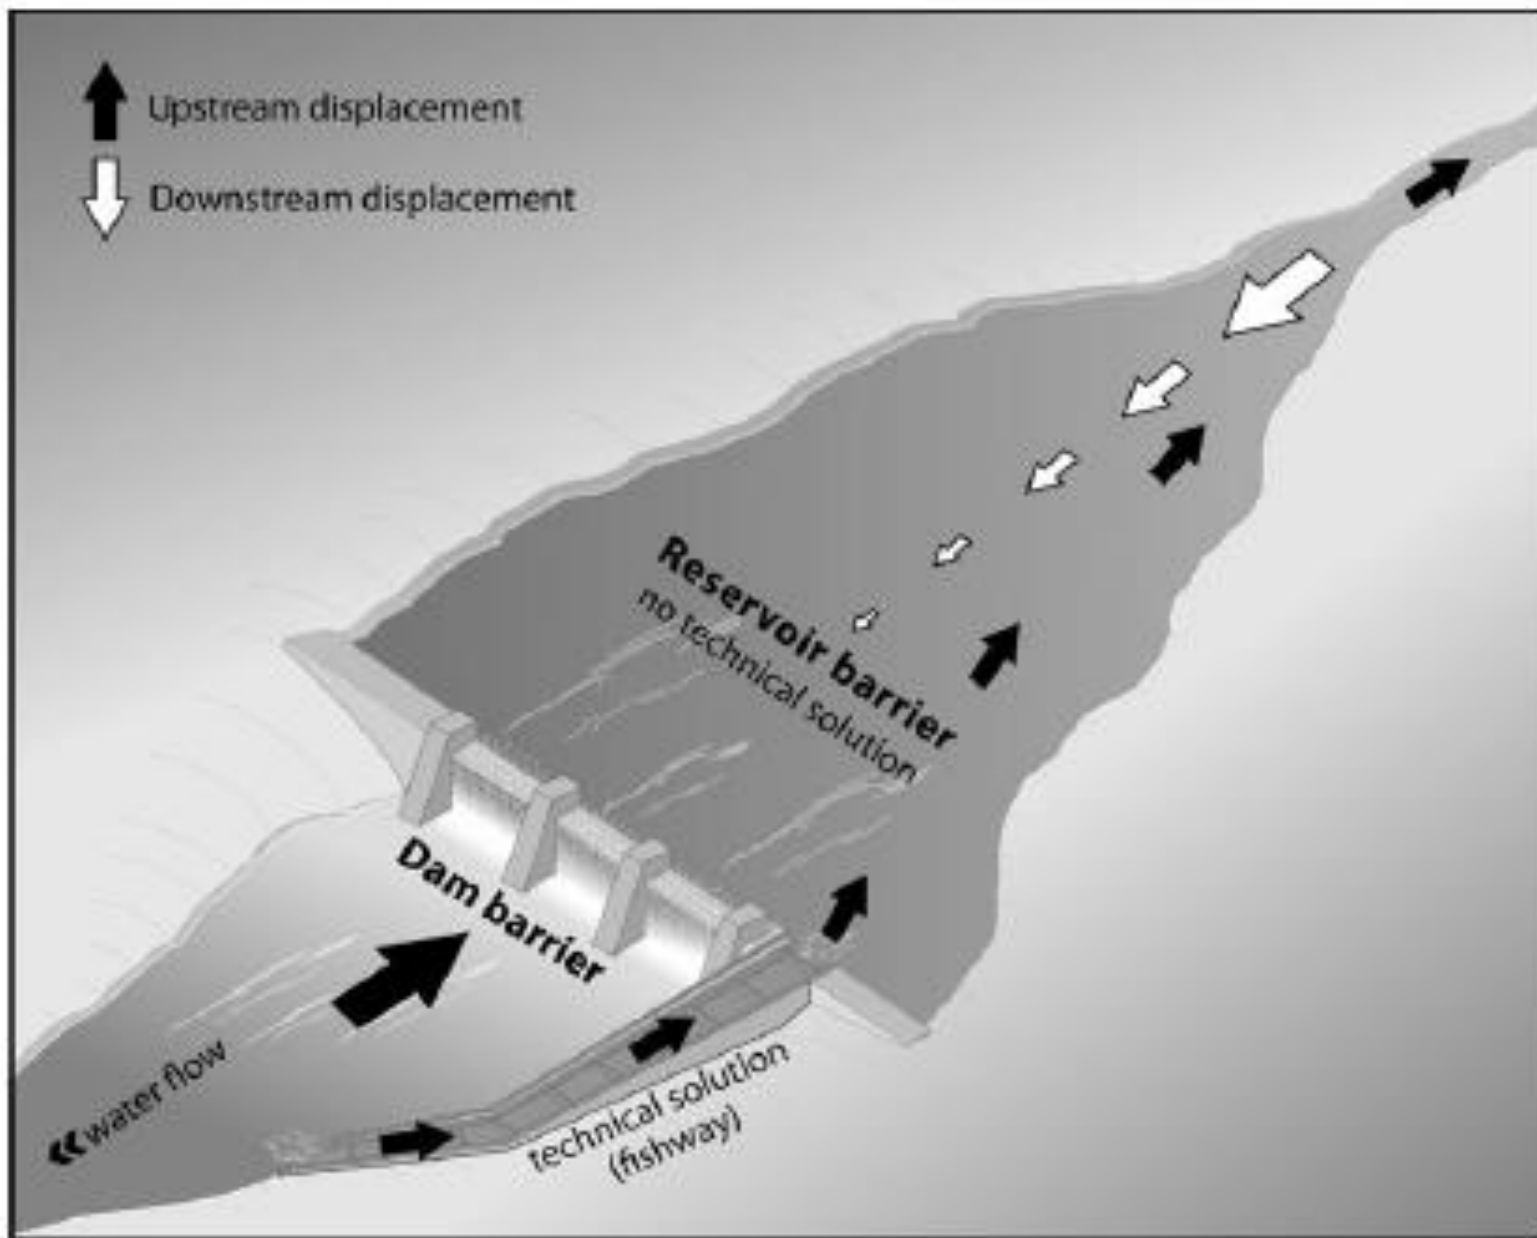 Upstream displacement
Downstream displacement
Reservoir barrier
no technical solution
Dam barrier
water flow
technical solution
(fishway)